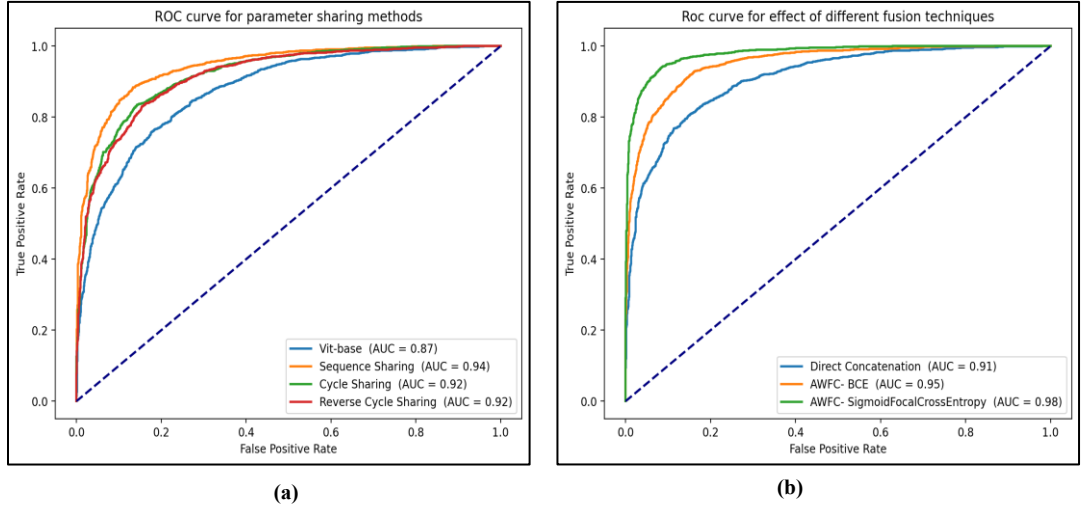 ROC curve for parameter sharing methods
1.0
0.8
0.6
0.4
0.2
0.0
True Positive Rate
Vit-base (AUC = 0.87)
Sequence Sharing (AUC = 0.94)
Cycle Sharing (AUC = 0.92)
Reverse Cycle Sharing (AUC = 0.92)
0.0 0.2 0.4 0.6 0.8 1.0
False Positive Rate
(a)
Roc curve for effect of different fusion techniques
1.0
0.8
0.6
0.4
0.2
0.0
True Positive Rate
Direct Concatenation (AUC = 0.91)
AWFC- BCE (AUC = 0.95)
AWFC- SigmoidFocalCrossEntropy (AUC = 0.98)
0.0 0.2 0.4 0.6 0.8 1.0
False Positive Rate
(b)